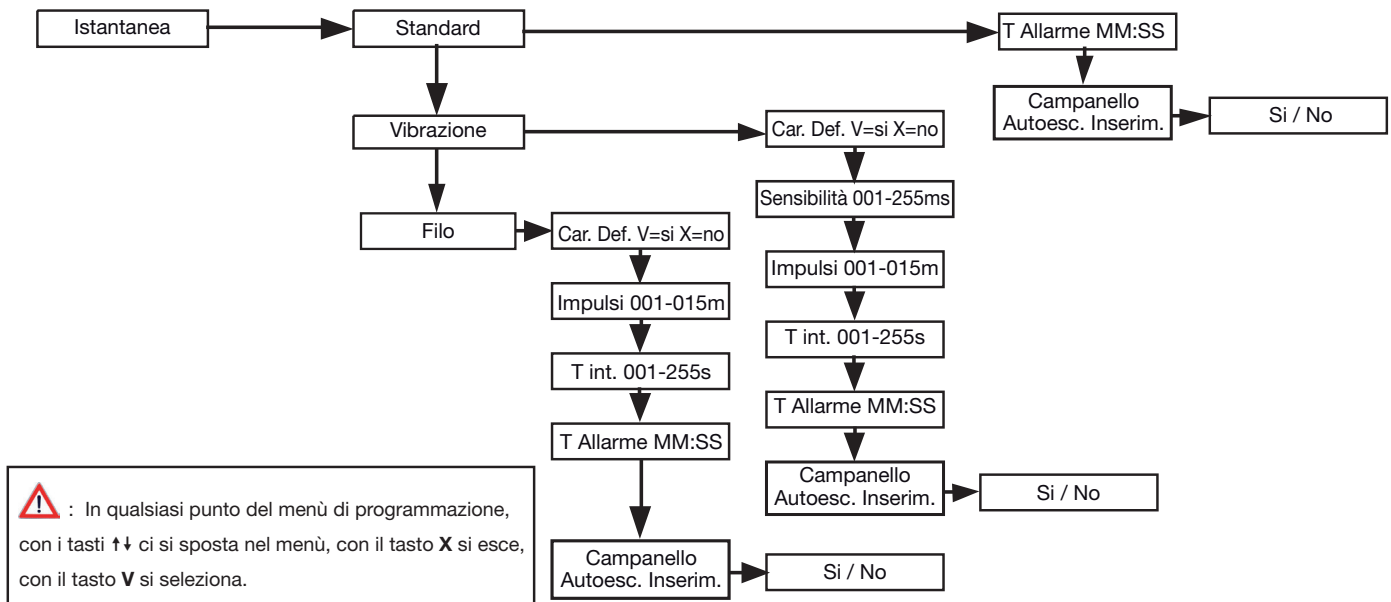 Istantanea
Standard
T Allarme MM:SS
Campanello
Autoesc. Inserim.
Si / No
Vibrazione
Car. Def. V=si X=no
Sensibilità 001-255ms
Impulsi 001-015m
T int. 001-255s
T Allarme MM:SS
Campanello
Autoesc. Inserim.
Si / No
Filo
Car. Def. V=si X=no
Impulsi 001-015m
T int. 001-255s
T Allarme MM:SS
Campanello
Autoesc. Inserim.
Si / No
: In qualsiasi punto del menù di programmazione,
con i tasti ↑↓ ci si sposta nel menù, con il tasto X si esce,
con il tasto V si seleziona.